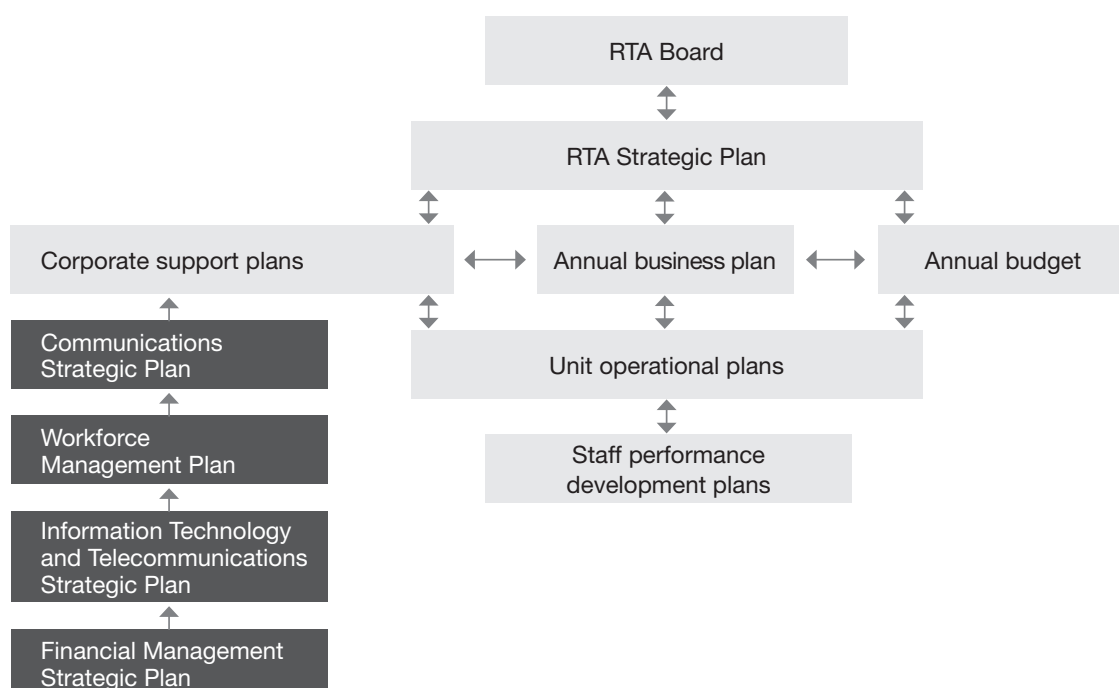 RTA Board
RTA Strategic Plan
Corporate support plans
Annual business plan
Annual budget
Communications
Strategic Plan
Unit operational plans
Workforce
Management Plan
Staff performance
development plans
Information Technology
and Telecommunications
Strategic Plan
Financial Management
Strategic Plan